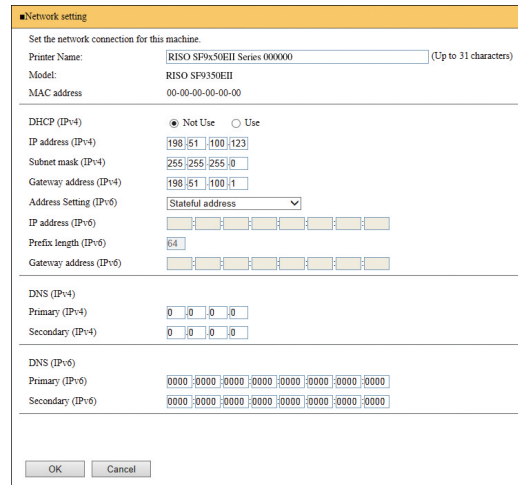 ■Network setting
Set the network connection for this machine.
Printer Name: RISO SF9x50EII Series 000000 (Up to 31 characters)
Model: RISO SF9350EII
MAC address 00-00-00-00-00-00
DHCP (IPv4) Not Use Use
IP address (IPv4) 198.51.100.123
Subnet mask (IPv4) 255.255.255.0
Gateway address (IPv4) 198.51.100.1
Address Setting (IPv6) Stateful address
IP address (IPv6) : : : : : : :
Prefix length (IPv6) 64
Gateway address (IPv6) : : : : : : :
DNS (IPv4)
Primary (IPv4) 0.0.0.0
Secondary (IPv4) 0.0.0.0
DNS (IPv6)
Primary (IPv6) 0000:0000:0000:0000:0000:0000:0000:0000
Secondary (IPv6) 0000:0000:0000:0000:0000:0000:0000:0000
OK Cancel